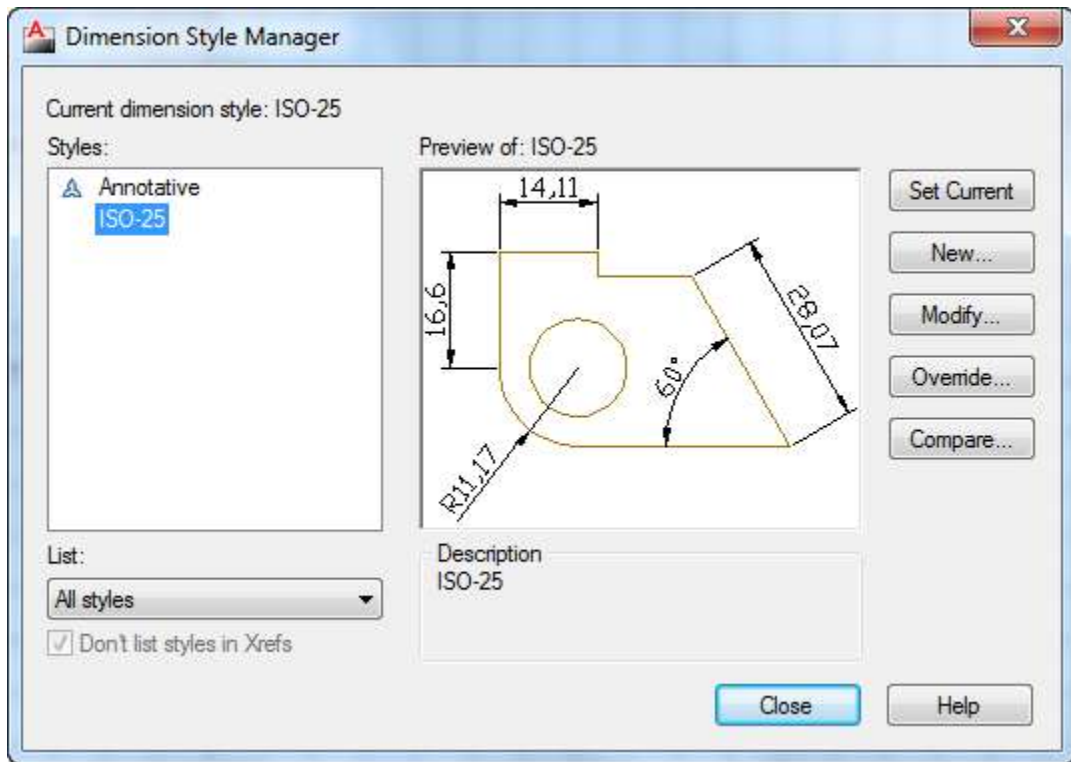 Dimension Style Manager
Current dimension style: ISO-25
Styles:
Annotative
ISO-25
Preview of: ISO-25
14,11
16,6
28,07
60°
R11,17
Set Current
New...
Modify...
Override...
Compare...
List:
All styles
Don't list styles in Xrefs
Description
ISO-25
Close
Help